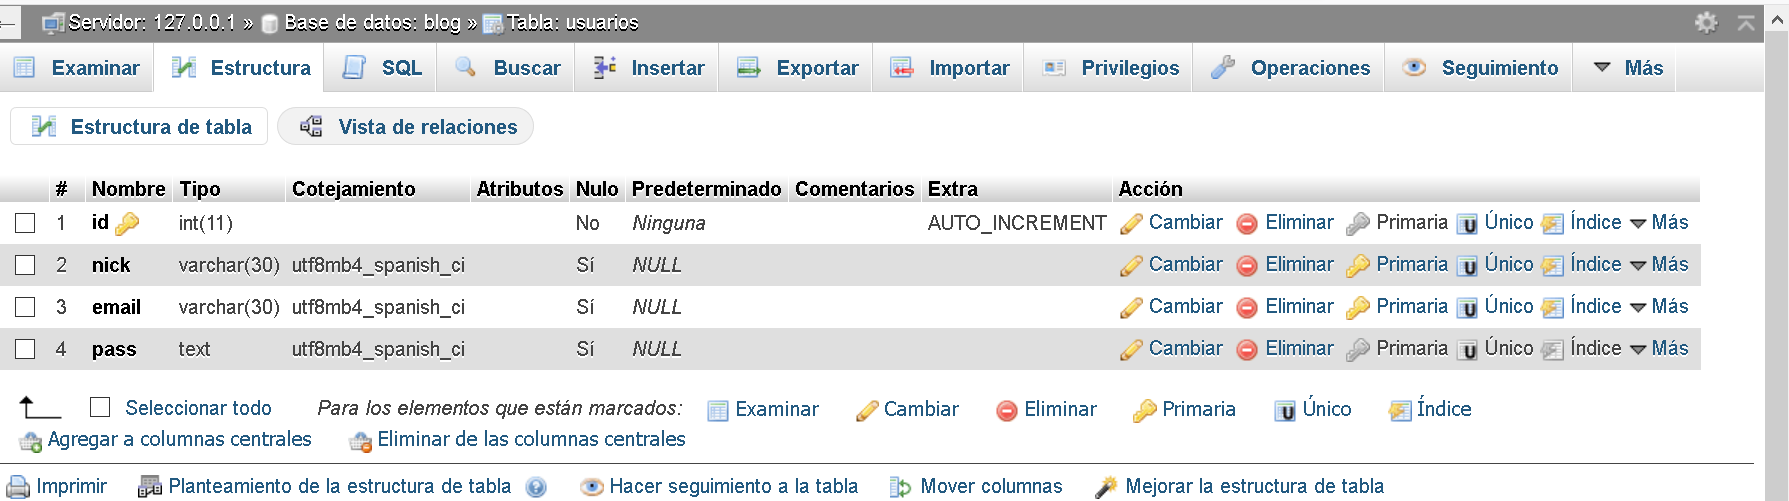 Servidor: 127.0.0.1 » Base de datos: blog » Tabla: usuarios
Examinar Estructura SQL Buscar Insertar Exportar Importar Privilegios Operaciones Seguimiento Más
Estructura de tabla Vista de relaciones
# Nombre Tipo Cotejamiento Atributos Nulo Predeterminado Comentarios Extra Acción
1 id int(11) No Ninguna AUTO_INCREMENT Cambiar Eliminar Primaria Único Índice Más
2 nick varchar(30) utf8mb4_spanish_ci Sí NULL Cambiar Eliminar Primaria Único Índice Más
3 email varchar(30) utf8mb4_spanish_ci Sí NULL Cambiar Eliminar Primaria Único Índice Más
4 pass text utf8mb4_spanish_ci Sí NULL Cambiar Eliminar Primaria Único Índice Más
Seleccionar todo Para los elementos que están marcados: Examinar Cambiar Eliminar Primaria Único Índice
Agregar a columnas centrales Eliminar de las columnas centrales
Imprimir Planteamiento de la estructura de tabla Hacer seguimiento a la tabla Mover columnas Mejorar la estructura de tabla